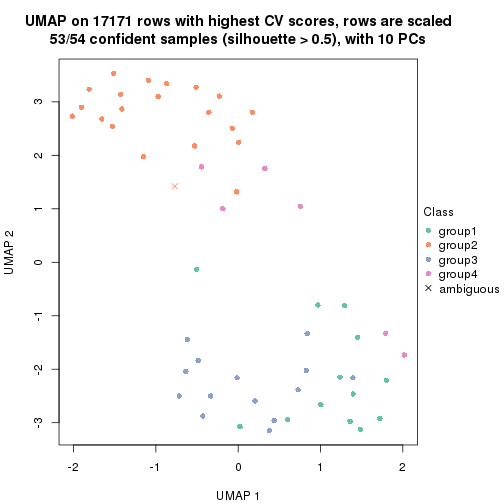 UMAP on 17171 rows with highest CV scores, rows are scaled
53/54 confident samples (silhouette > 0.5), with 10 PCs
3
2
1
0
-1
-2
-3
UMAP 2
-2
-1
0
1
2
UMAP 1
Class
group1
group2
group3
group4
ambiguous